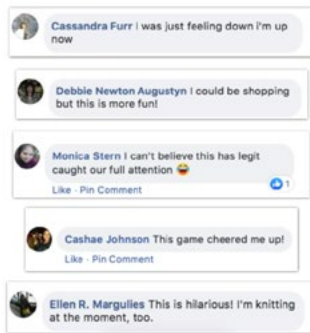 Cassandra Furr I was just feeling down i'm up
now
Debbie Newton Augustyn I could be shopping
but this is more fun!
Monica Stern I can't believe this has legit
caught our full attention 😂
1
Like · Pin Comment
Cashae Johnson This game cheered me up!
Like · Pin Comment
Ellen R. Margulies This is hilarious! I'm knitting
at the moment, too.